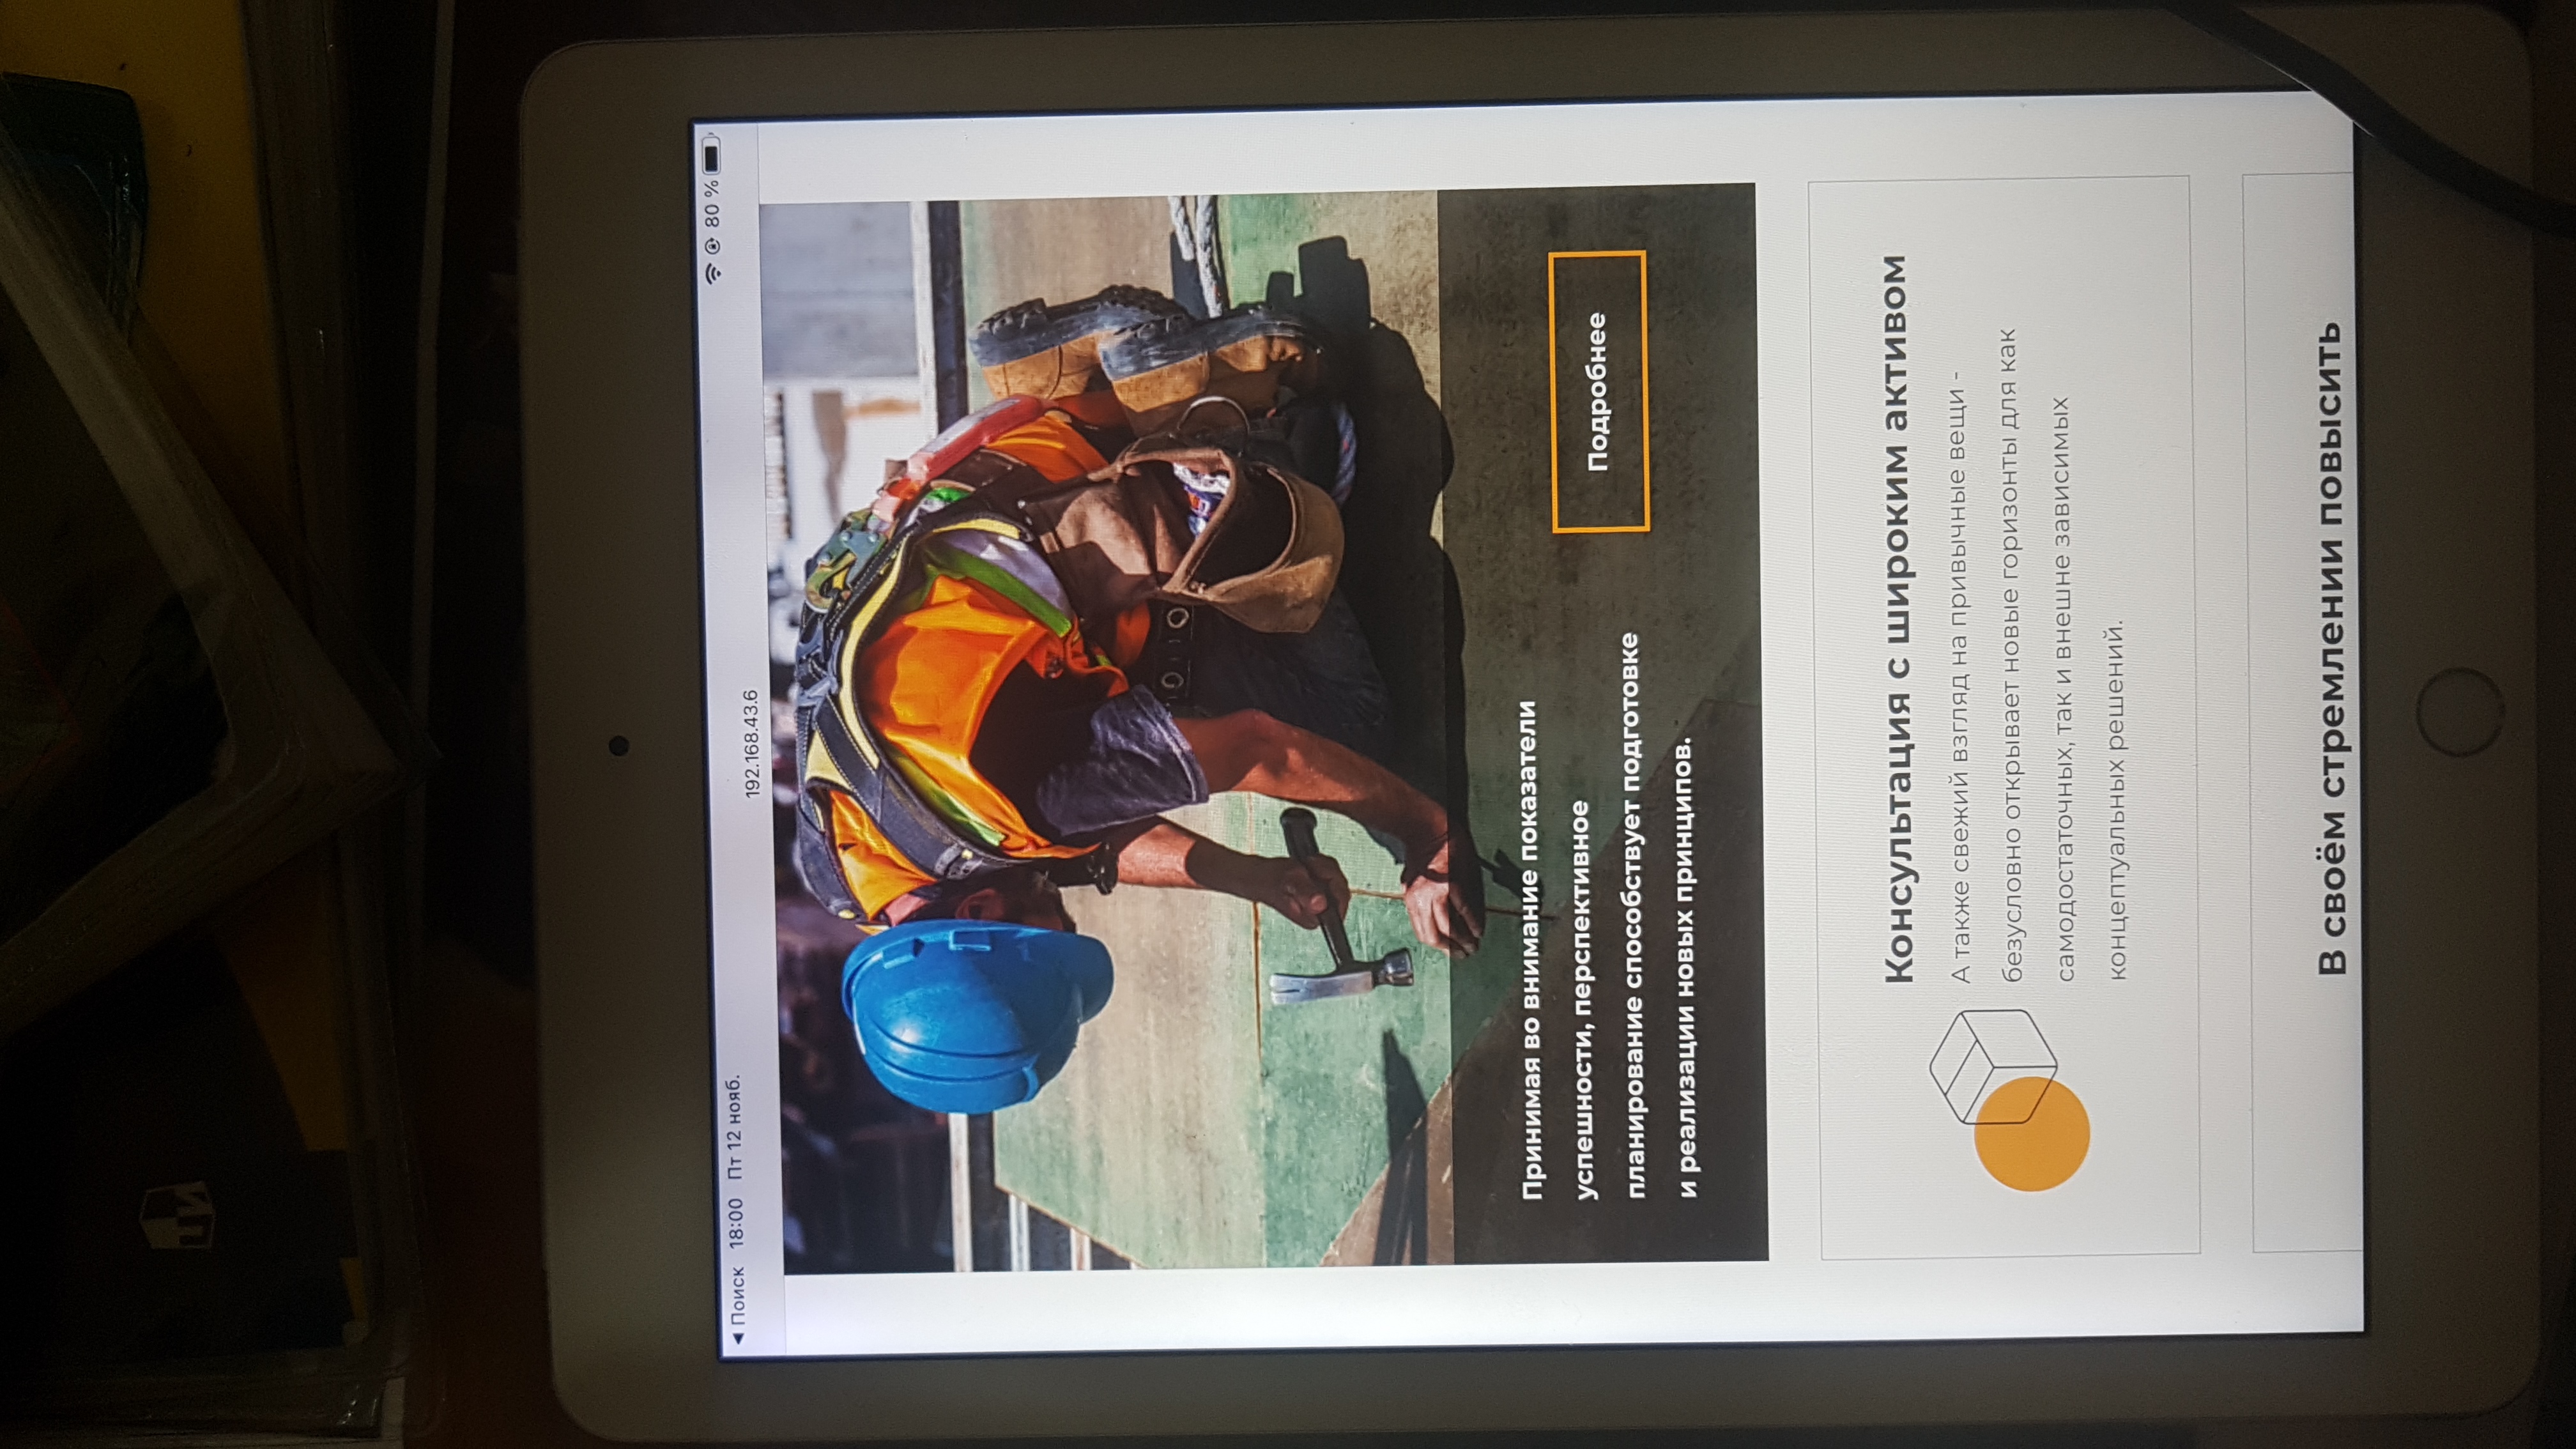 ◀ Поиск 18:00 Пт 12 нояб.
80 %
192.168.43.6
Принимая во внимание показатели
успешности, перспективное
планирование способствует подготовке
и реализации новых принципов.
Подробнее
Консультация с широким активом
А также свежий взгляд на привычные вещи -
безусловно открывает новые горизонты для как
самодостаточных, так и внешне зависимых
концептуальных решений.
В своём стремлении повысить